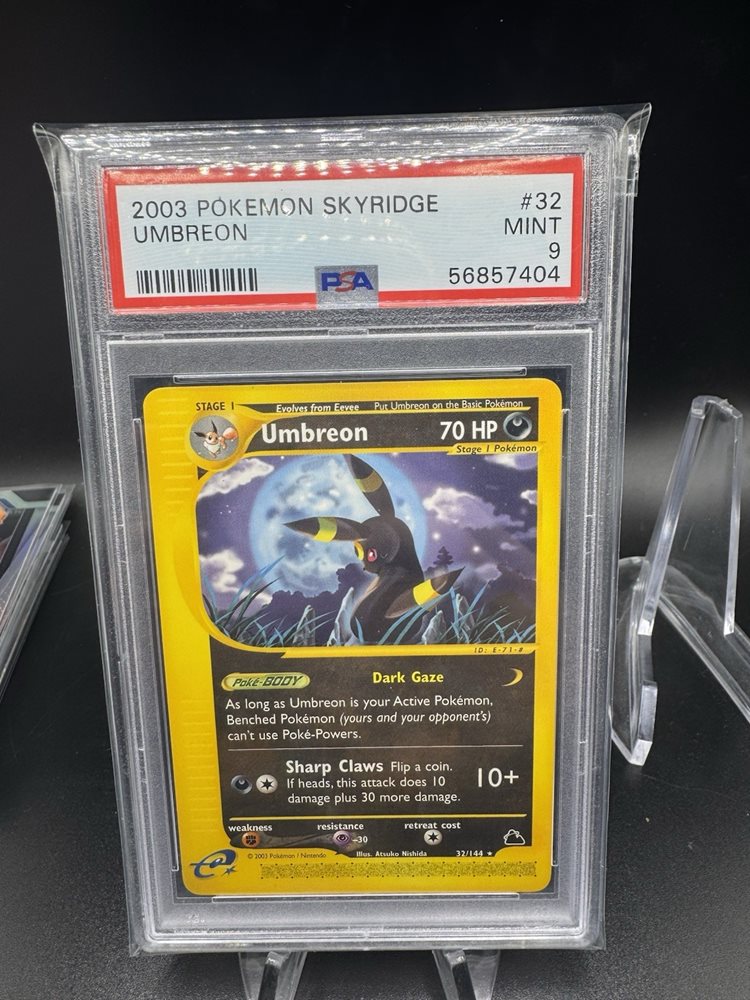 2003 POKEMON SKYRIDGE #32
UMBREON MINT
9
PSA 56857404
STAGE 1 Evolves from Eevee Put Umbreon on the Basic Pokémon
Umbreon 70 HP
Stage 1 Pokémon
ID: E-71-#
Poké-BODY Dark Gaze
As long as Umbreon is your Active Pokémon,
Benched Pokémon (yours and your opponent's)
can't use Poké-Powers.
Sharp Claws Flip a coin.
If heads, this attack does 10 10+
damage plus 30 more damage.
weakness resistance retreat cost
-30
© 2003 Pokémon / Nintendo Illus. Atsuko Nishida 32/144 ★
e